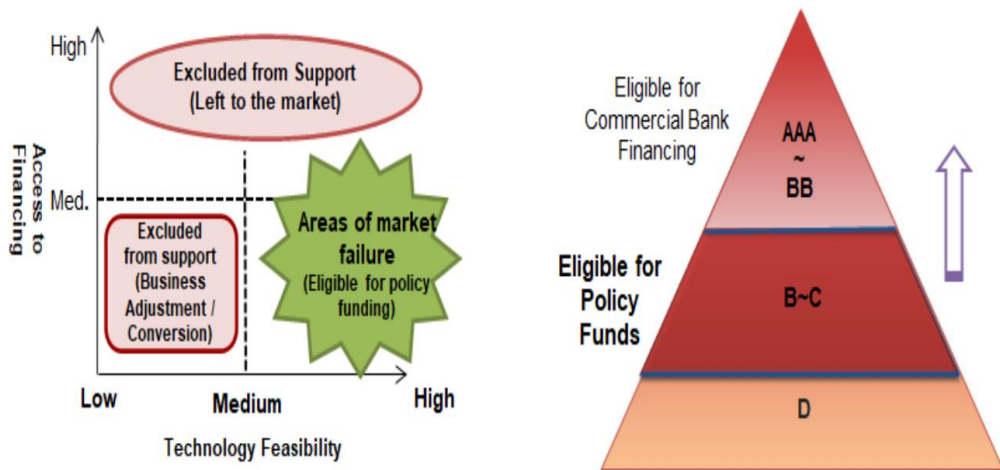 High
Access to
Financing
Med.
Excluded from Support
(Left to the market)
Excluded
from support
(Business
Adjustment /
Conversion)
Areas of market
failure
(Eligible for policy
funding)
Low
Medium
High
Technology Feasibility
Eligible for
Commercial Bank
Financing
AAA
~
BB
Eligible for
Policy
Funds
B~C
D